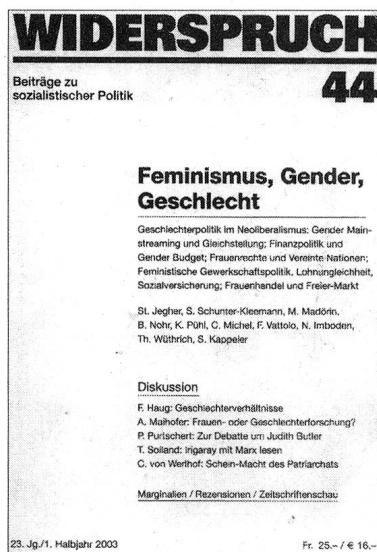 WIDERSPRUCH
Beiträge zu
sozialistischer Politik
44
Feminismus, Gender,
Geschlecht
Geschlechterpolitik im Neoliberalismus: Gender Main-
streaming und Gleichstellung; Finanzpolitik und
Gender Budget; Frauenrechte und Vereinte Nationen;
Feministische Gewerkschaftspolitik, Lohnungleichheit,
Sozialversicherung; Frauenhandel und Freier-Markt
St. Jegher, S. Schunter-Kleemann, M. Madörin,
B. Nohr, K. Pühl, C. Michel, F. Vattolo, N. Imboden,
Th. Wüthrich, S. Kappeler
Diskussion
F. Haug: Geschlechterverhältnisse
A. Maihofer: Frauen- oder Geschlechterforschung?
P. Purtschert: Zur Debatte um Judith Butler
T. Soiland: Irigaray mit Marx lesen
C. von Werlhof: Schein-Macht des Patriarchats
Marginalien / Rezensionen / Zeitschriftenschau
23. Jg./1. Halbjahr 2003
Fr. 25.– / € 16.–